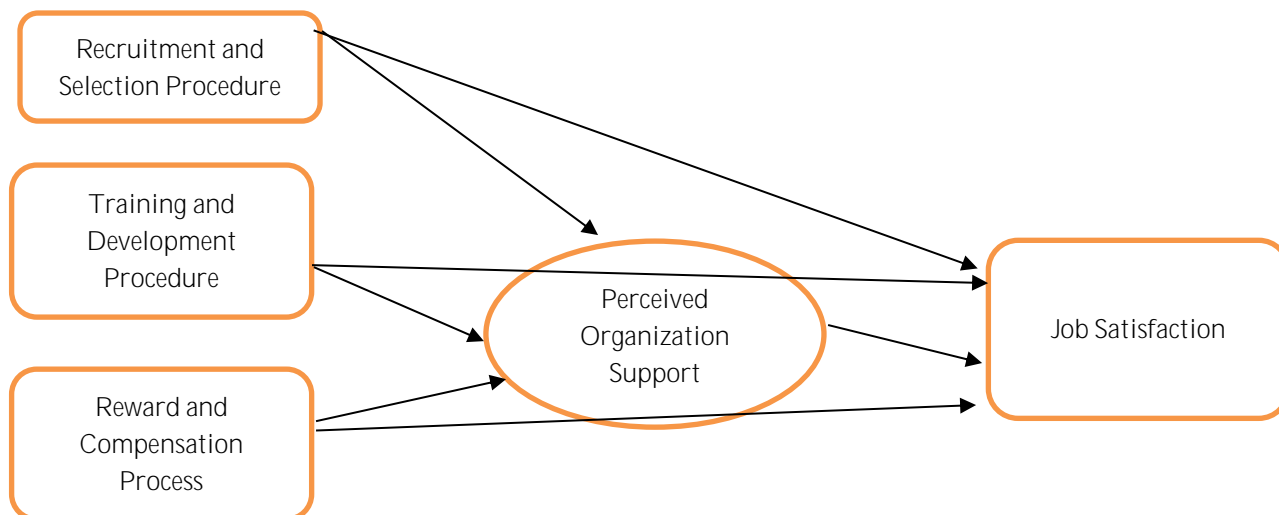 Recruitment and
Selection Procedure
Training and
Development
Procedure
Reward and
Compensation
Process
Perceived
Organization
Support
Job Satisfaction